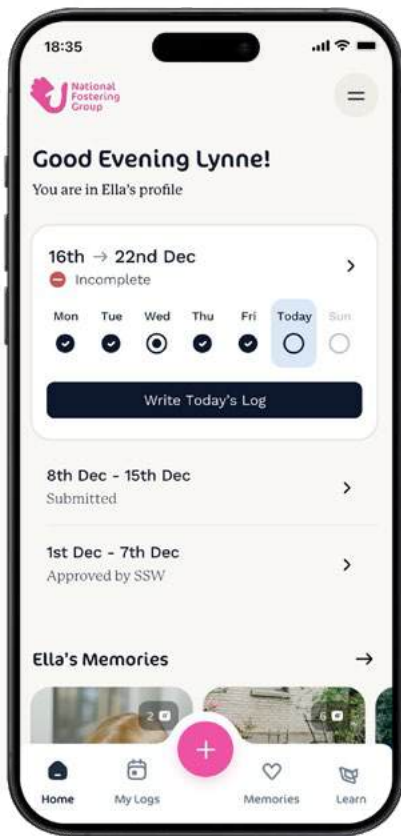 18:35
National
Fostering
Group
Good Evening Lynne!
You are in Ella's profile
16th → 22nd Dec
Incomplete
Mon Tue Wed Thu Fri Today Sun
Write Today's Log
8th Dec - 15th Dec
Submitted
1st Dec - 7th Dec
Approved by SSW
Ella's Memories →
2 6
+
Home My Logs Memories Learn